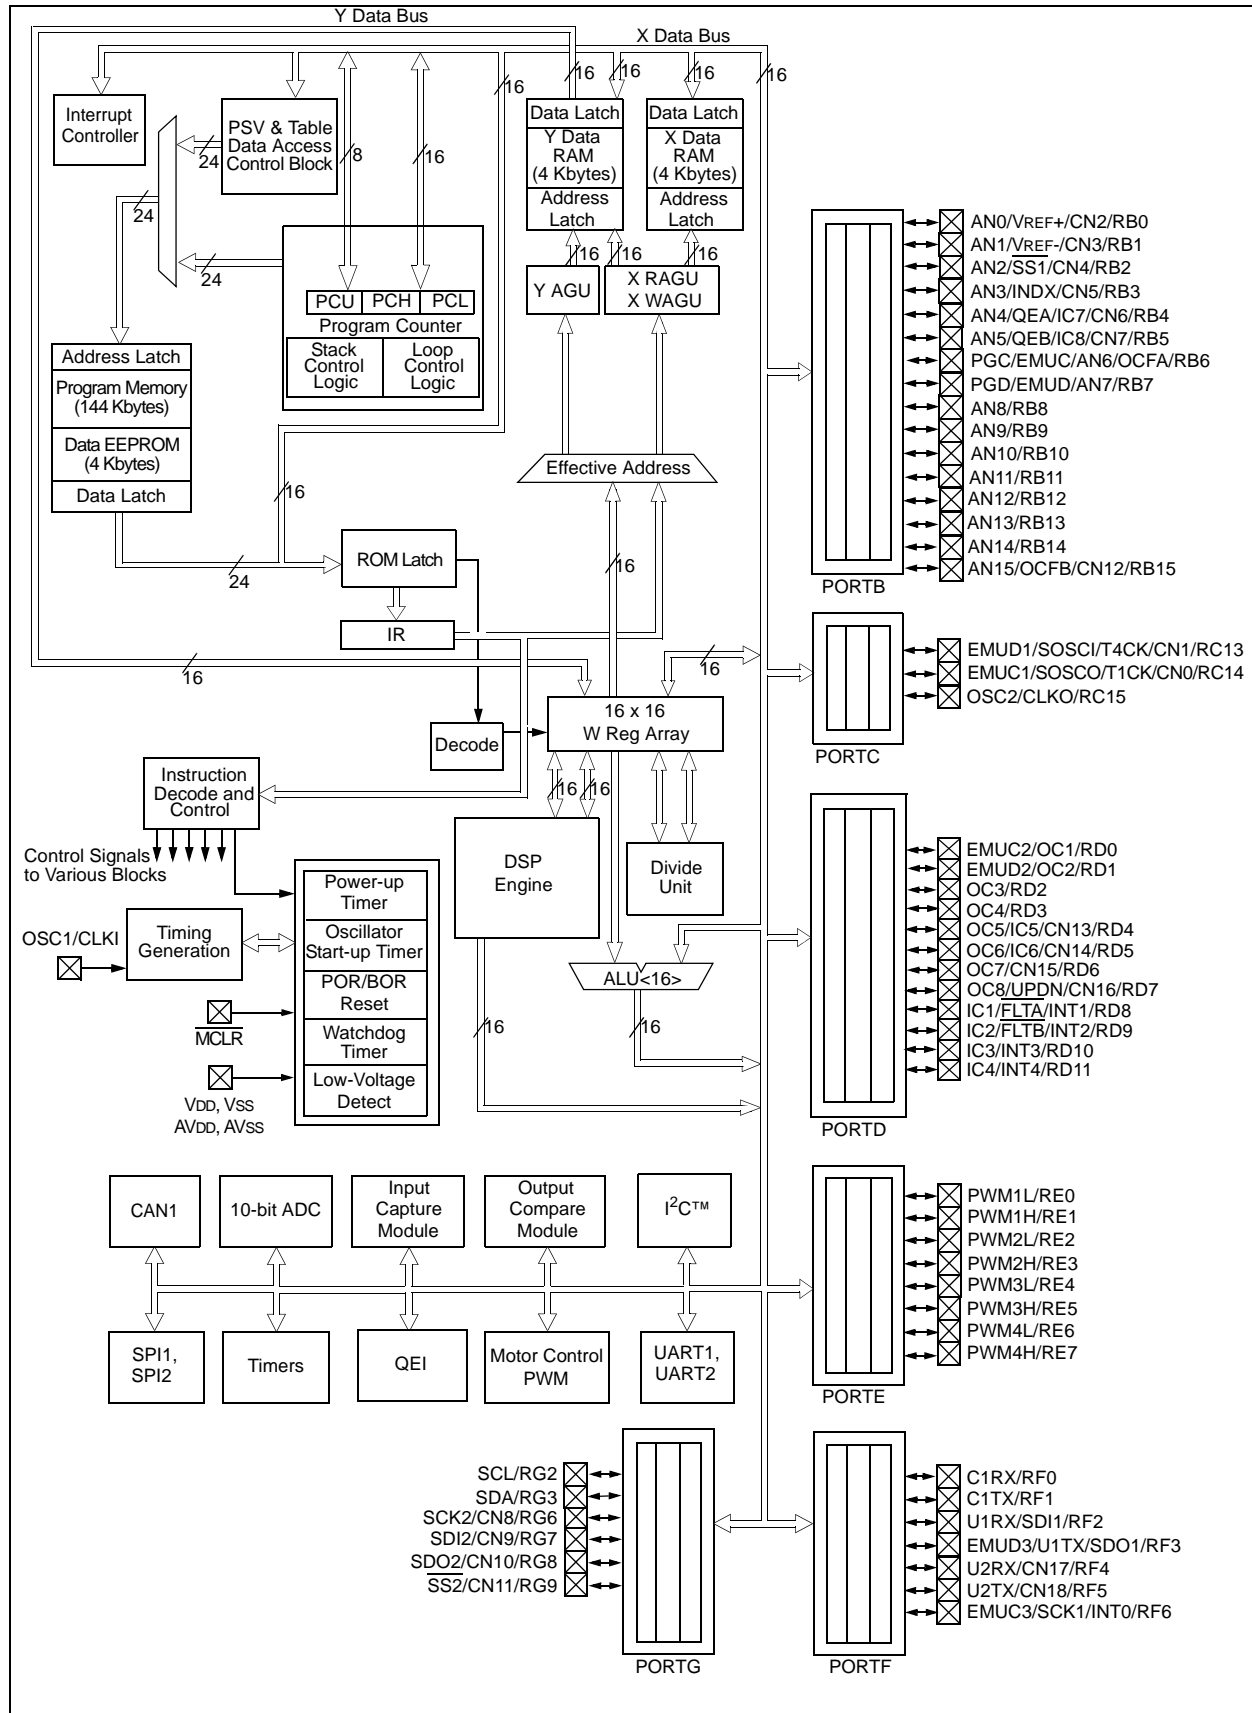 Y Data Bus
X Data Bus
16
16
16
16
16
Interrupt
Controller
PSV & Table
Data Access
Control Block
24
8
16
24
24
Data Latch
Y Data
RAM
(4 Kbytes)
Address
Latch
Data Latch
X Data
RAM
(4 Kbytes)
Address
Latch
16
16
16
Y AGU
X RAGU
X WAGU
PCU
PCH
PCL
Program Counter
Stack
Control
Logic
Loop
Control
Logic
Address Latch
Program Memory
(144 Kbytes)
Data EEPROM
(4 Kbytes)
Data Latch
Effective Address
16
24
16
ROM Latch
IR
16
16
16 x 16
W Reg Array
Decode
Instruction
Decode and
Control
Control Signals
to Various Blocks
16
16
DSP
Engine
Divide
Unit
OSC1/CLKI
Timing
Generation
Power-up
Timer
Oscillator
Start-up Timer
POR/BOR
Reset
Watchdog
Timer
Low-Voltage
Detect
MCLR
VDD, VSS
AVDD, AVSS
ALU<16>
16
16
CAN1
10-bit ADC
Input
Capture
Module
Output
Compare
Module
I²C™
SPI1,
SPI2
Timers
QEI
Motor Control
PWM
UART1,
UART2
AN0/VREF+/CN2/RB0
AN1/VREF-/CN3/RB1
AN2/SS1/CN4/RB2
AN3/INDX/CN5/RB3
AN4/QEA/IC7/CN6/RB4
AN5/QEB/IC8/CN7/RB5
PGC/EMUC/AN6/OCFA/RB6
PGD/EMUD/AN7/RB7
AN8/RB8
AN9/RB9
AN10/RB10
AN11/RB11
AN12/RB12
AN13/RB13
AN14/RB14
AN15/OCFB/CN12/RB15
PORTB
EMUD1/SOSCI/T4CK/CN1/RC13
EMUC1/SOSCO/T1CK/CN0/RC14
OSC2/CLKO/RC15
PORTC
EMUC2/OC1/RD0
EMUD2/OC2/RD1
OC3/RD2
OC4/RD3
OC5/IC5/CN13/RD4
OC6/IC6/CN14/RD5
OC7/CN15/RD6
OC8/UPDN/CN16/RD7
IC1/FLTA/INT1/RD8
IC2/FLTB/INT2/RD9
IC3/INT3/RD10
IC4/INT4/RD11
PORTD
PWM1L/RE0
PWM1H/RE1
PWM2L/RE2
PWM2H/RE3
PWM3L/RE4
PWM3H/RE5
PWM4L/RE6
PWM4H/RE7
PORTE
SCL/RG2
SDA/RG3
SCK2/CN8/RG6
SDI2/CN9/RG7
SDO2/CN10/RG8
SS2/CN11/RG9
PORTG
C1RX/RF0
C1TX/RF1
U1RX/SDI1/RF2
EMUD3/U1TX/SDO1/RF3
U2RX/CN17/RF4
U2TX/CN18/RF5
EMUC3/SCK1/INT0/RF6
PORTF